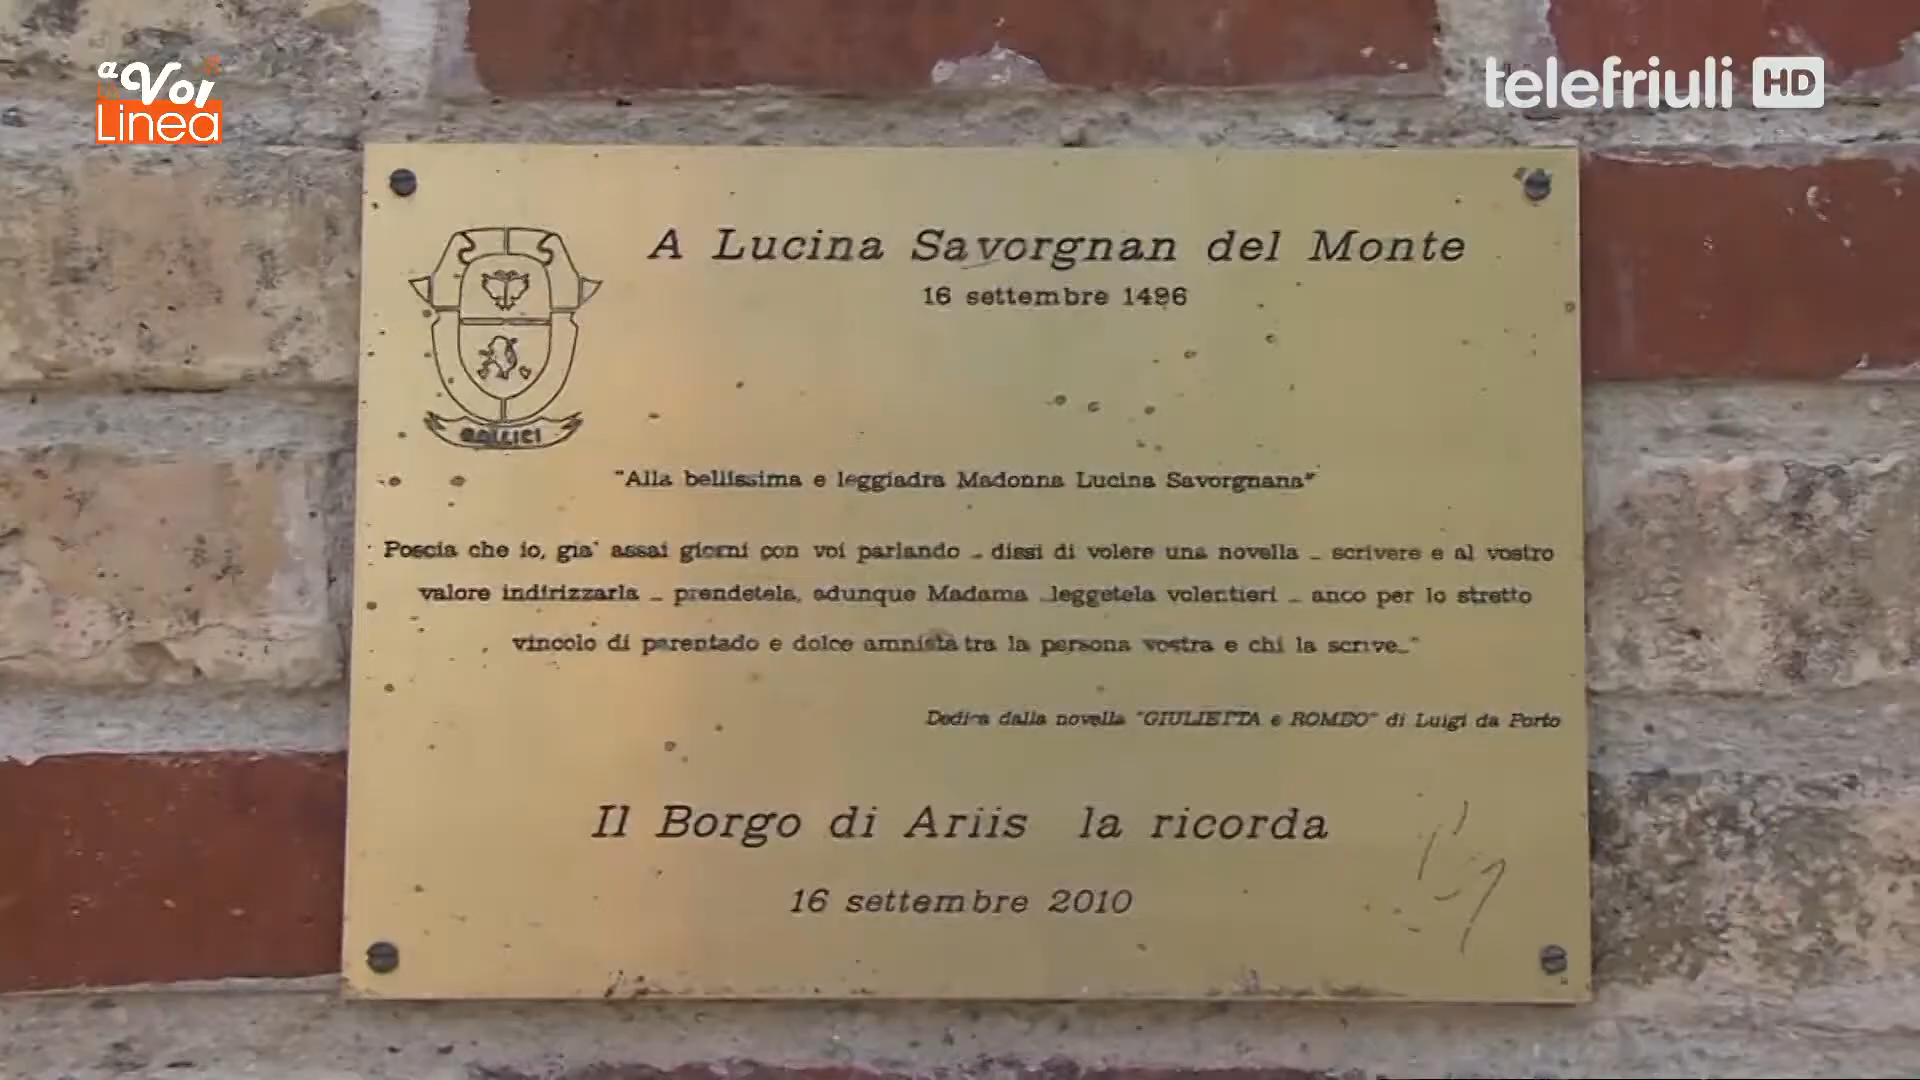 a Voi
Linea
telefriuli HD
A Lucina Savorgnan del Monte
16 settembre 1496
"Alla bellissima e leggiadra Madonna Lucina Savorgnana"
Poscia che io, gia' assai giorni con voi parlando … dissi di volere una novella … scrivere e al vostro
valore indirizzarla … prendetela, adunque Madama …leggetela volentieri … anco per lo stretto
vincolo di parentado e dolce amnistà tra la persona vostra e chi la scrive…"
Dedica dalla novella "GIULIETTA e ROMEO" di Luigi da Porto
Il Borgo di Ariis la ricorda
16 settembre 2010